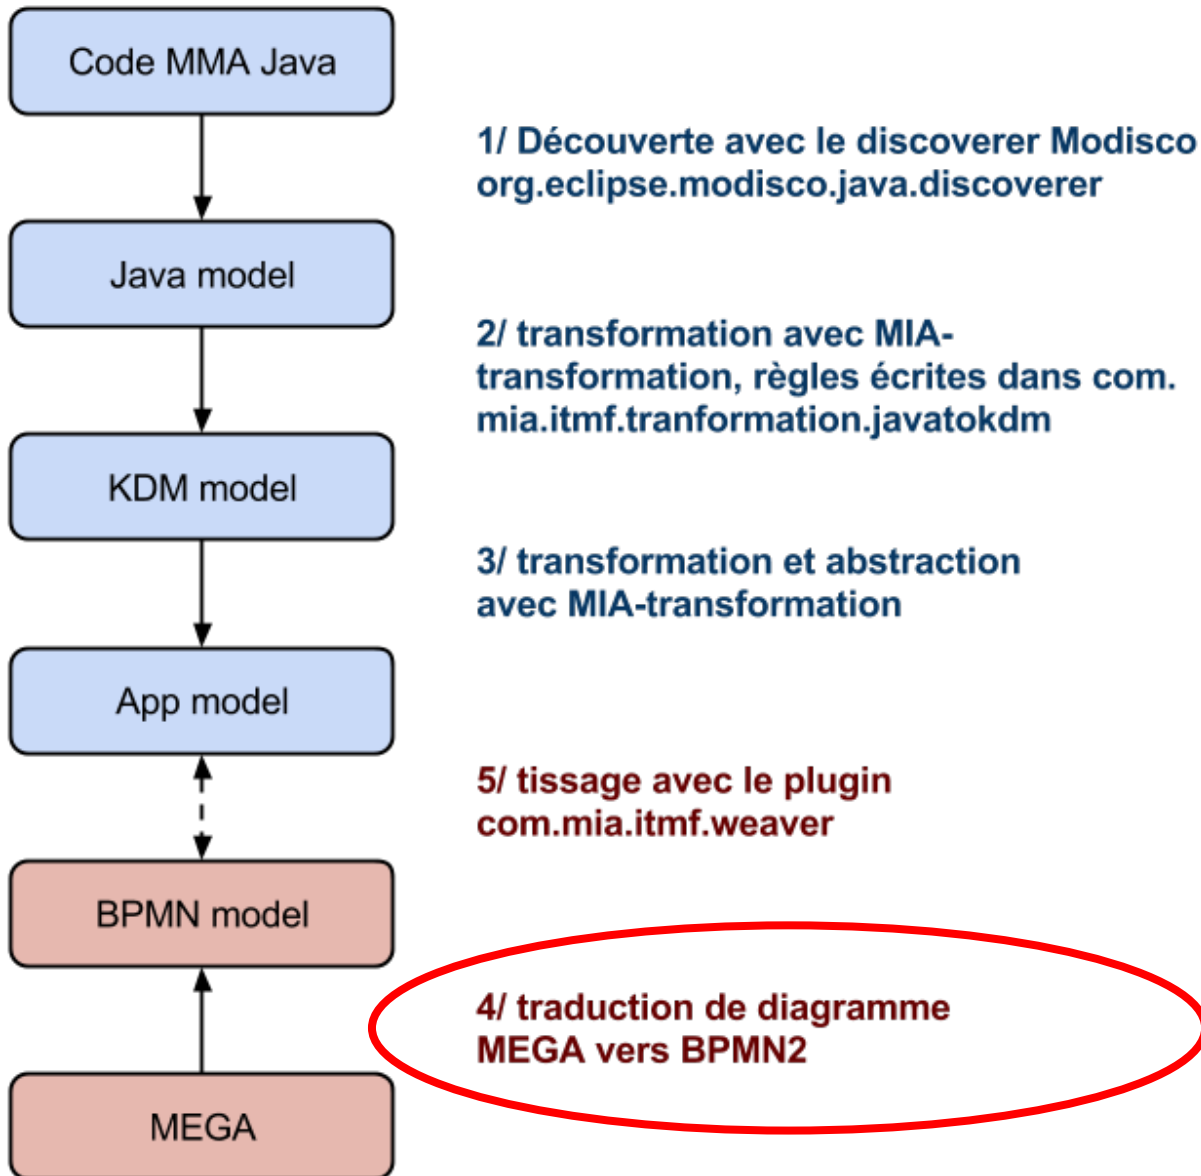 Code MMA Java
1/ Découverte avec le discoverer Modisco
org.eclipse.modisco.java.discoverer
Java model
2/ transformation avec MIA-
transformation, règles écrites dans com.
mia.itmf.tranformation.javatokdm
KDM model
3/ transformation et abstraction
avec MIA-transformation
App model
5/ tissage avec le plugin
com.mia.itmf.weaver
BPMN model
4/ traduction de diagramme
MEGA vers BPMN2
MEGA